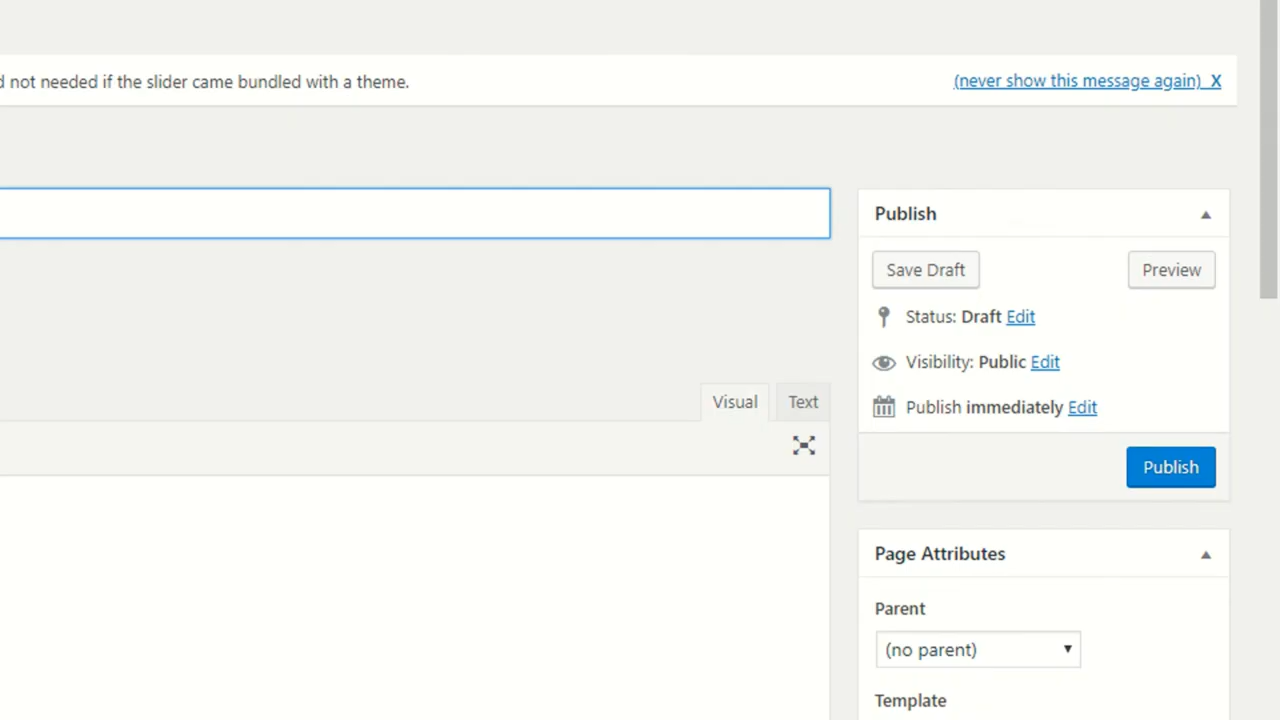 not needed if the slider came bundled with a theme.
(never show this message again) X
Publish
Save Draft
Preview
Status: Draft Edit
Visibility: Public Edit
Publish immediately Edit
Visual
Text
Publish
Page Attributes
Parent
(no parent)
Template